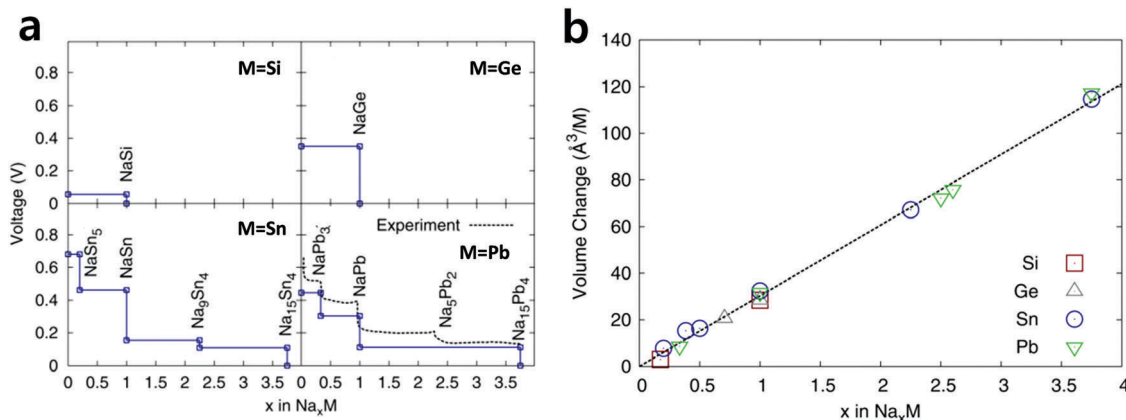 a
M=Si
M=Ge
M=Sn
M=Pb
Voltage (V)
0.8
0.6
0.4
0.2
0
0.8
0.6
0.4
0.2
0
NaSi
NaGe
NaSn5
NaSn
Na9Sn4
Na15Sn4
Experiment
NaPb3
NaPb
Na5Pb2
Na15Pb4
0 0.5 1 1.5 2 2.5 3 3.5 0 0.5 1 1.5 2 2.5 3 3.5
x in NaxM
b
Volume Change (Å3/M)
140
120
100
80
60
40
20
0
Si
Ge
Sn
Pb
0 0.5 1 1.5 2 2.5 3 3.5 4
x in NaxM